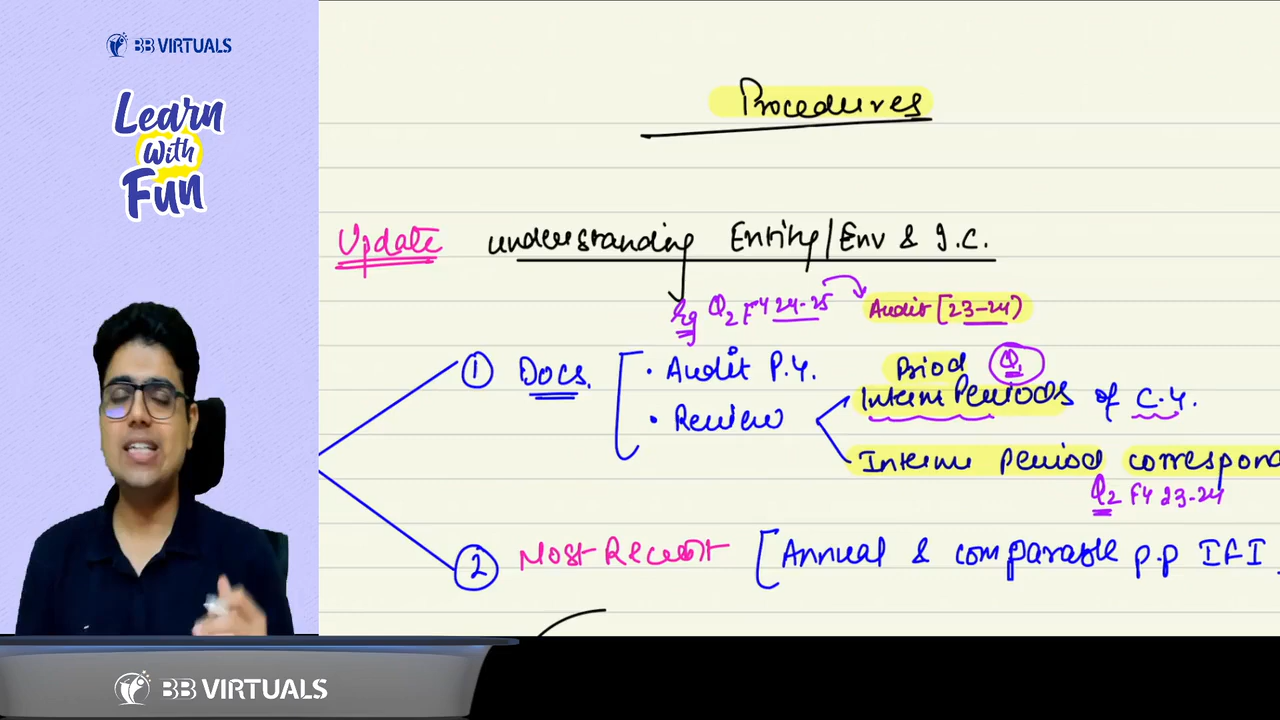 BB VIRTUALS
Learn
With
Fun
Procedures
Update understanding Entity/Env & I.C.
Eg Q2 FY 24-25 Audit [23-24)
1 Docs. • Audit P.Y. Priod Q1
• Review Interim Periods of C.Y.
Interim Period correspond
Q2 FY 23-24
2 Most Recent [Annual & comparable p.p IFI
BB VIRTUALS